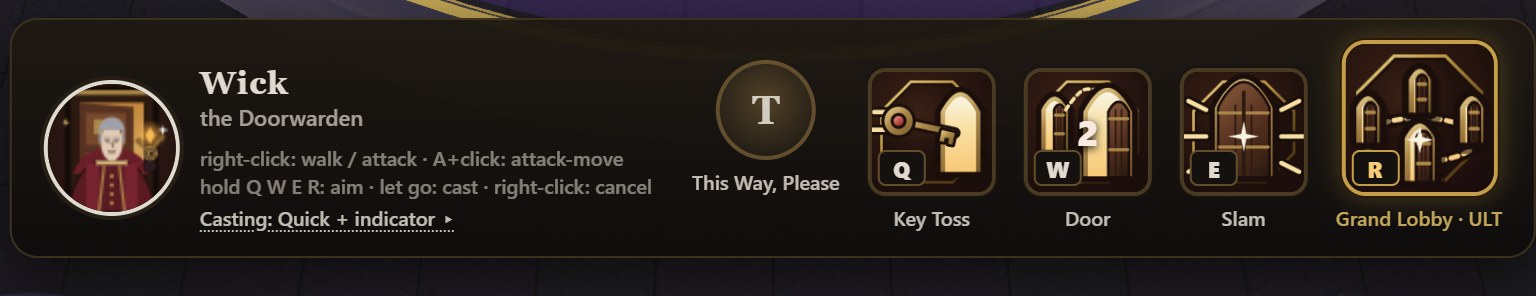 Wick
the Doorwarden
right-click: walk / attack · A+click: attack-move
hold Q W E R: aim · let go: cast · right-click: cancel
Casting: Quick + indicator ▸
T
This Way, Please
Q
Key Toss
2
W
Door
E
Slam
R
Grand Lobby · ULT